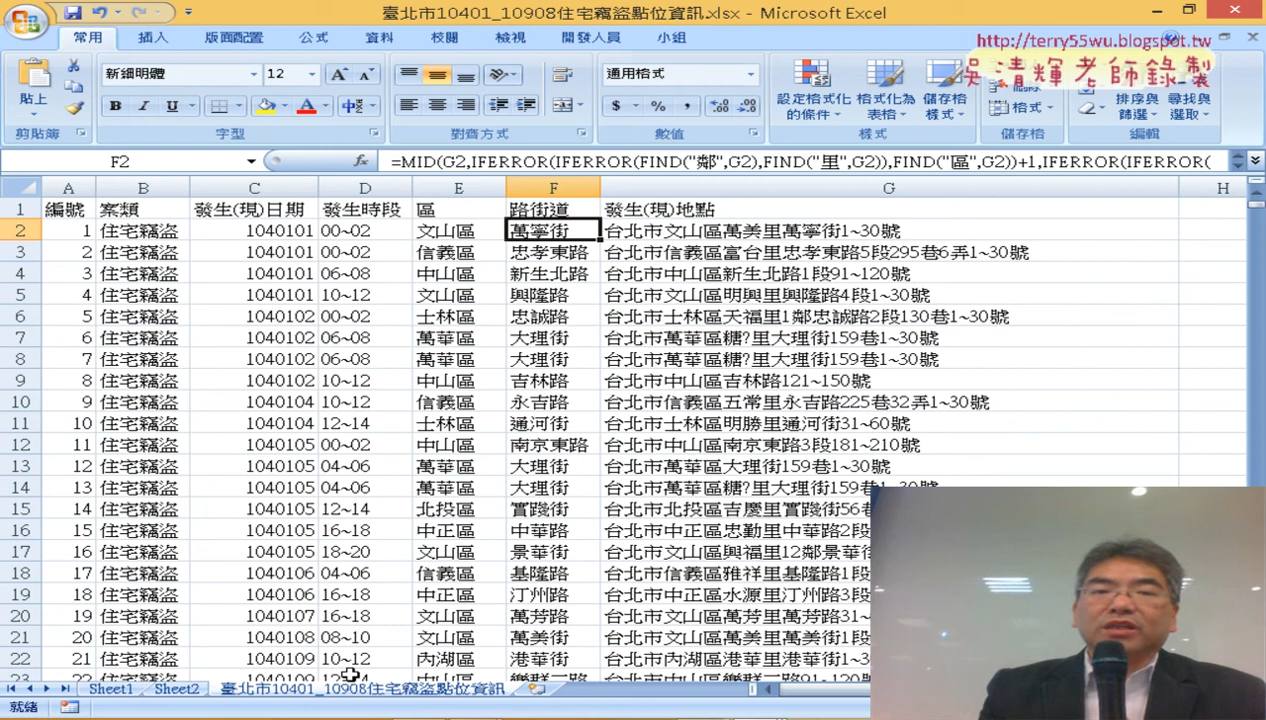 臺北市10401_10908住宅竊盜點位資訊.xlsx - Microsoft Excel
常用 插入 版面配置 公式 資料 校閱 檢視 開發人員 小組
http://terry55wu.blogspot.tw
吳清輝老師錄製
貼上 新細明體 12 通用格式 設定格式化的條件 格式化為表格 儲存格樣式 格式 排序與篩選 尋找與選取
剪貼簿 字型 對齊方式 數值 樣式 儲存格 編輯
F2 fx =MID(G2,IFERROR(IFERROR(FIND("鄰",G2),FIND("里",G2)),FIND("區",G2))+1,IFERROR(IFERROR(
A B C D E F G H
1 編號 案類 發生(現)日期 發生時段 區 路街道 發生(現)地點
2 1 住宅竊盜 1040101 00~02 文山區 萬寧街 台北市文山區萬美里萬寧街1~30號
3 2 住宅竊盜 1040101 00~02 信義區 忠孝東路 台北市信義區富台里忠孝東路5段295巷6弄1~30號
4 3 住宅竊盜 1040101 06~08 中山區 新生北路 台北市中山區新生北路1段91~120號
5 4 住宅竊盜 1040101 10~12 文山區 興隆路 台北市文山區明興里興隆路4段1~30號
6 5 住宅竊盜 1040102 00~02 士林區 忠誠路 台北市士林區天福里1鄰忠誠路2段130巷1~30號
7 6 住宅竊盜 1040102 06~08 萬華區 大理街 台北市萬華區糖?里大理街159巷1~30號
8 7 住宅竊盜 1040102 06~08 萬華區 大理街 台北市萬華區糖?里大理街159巷1~30號
9 8 住宅竊盜 1040102 10~12 中山區 吉林路 台北市中山區吉林路121~150號
10 9 住宅竊盜 1040104 10~12 信義區 永吉路 台北市信義區五常里永吉路225巷32弄1~30號
11 10 住宅竊盜 1040104 12~14 士林區 通河街 台北市士林區明勝里通河街31~60號
12 11 住宅竊盜 1040105 00~02 中山區 南京東路 台北市中山區南京東路3段181~210號
13 12 住宅竊盜 1040105 04~06 萬華區 大理街 台北市萬華區大理街159巷1~30號
14 13 住宅竊盜 1040105 04~06 萬華區 大理街 台北市萬華區糖?里大理街159巷1~30號
15 14 住宅竊盜 1040105 12~14 北投區 實踐街 台北市北投區吉慶里實踐街56巷
16 15 住宅竊盜 1040105 16~18 中正區 中華路 台北市中正區忠勤里中華路2段
17 16 住宅竊盜 1040105 18~20 文山區 景華街 台北市文山區興福里12鄰景華街
18 17 住宅竊盜 1040106 04~06 信義區 基隆路 台北市信義區雅祥里基隆路1段
19 18 住宅竊盜 1040106 16~18 中正區 汀州路 台北市中正區水源里汀州路3段
20 19 住宅竊盜 1040107 16~18 文山區 萬芳路 台北市文山區萬芳里萬芳路31~
21 20 住宅竊盜 1040108 08~10 文山區 萬美街 台北市文山區萬美里萬美街1段
22 21 住宅竊盜 1040109 10~12 內湖區 港華街 台北市內湖區港華里港華街1~3
Sheet1 Sheet2 臺北市10401_10908住宅竊盜點位資訊
就緒